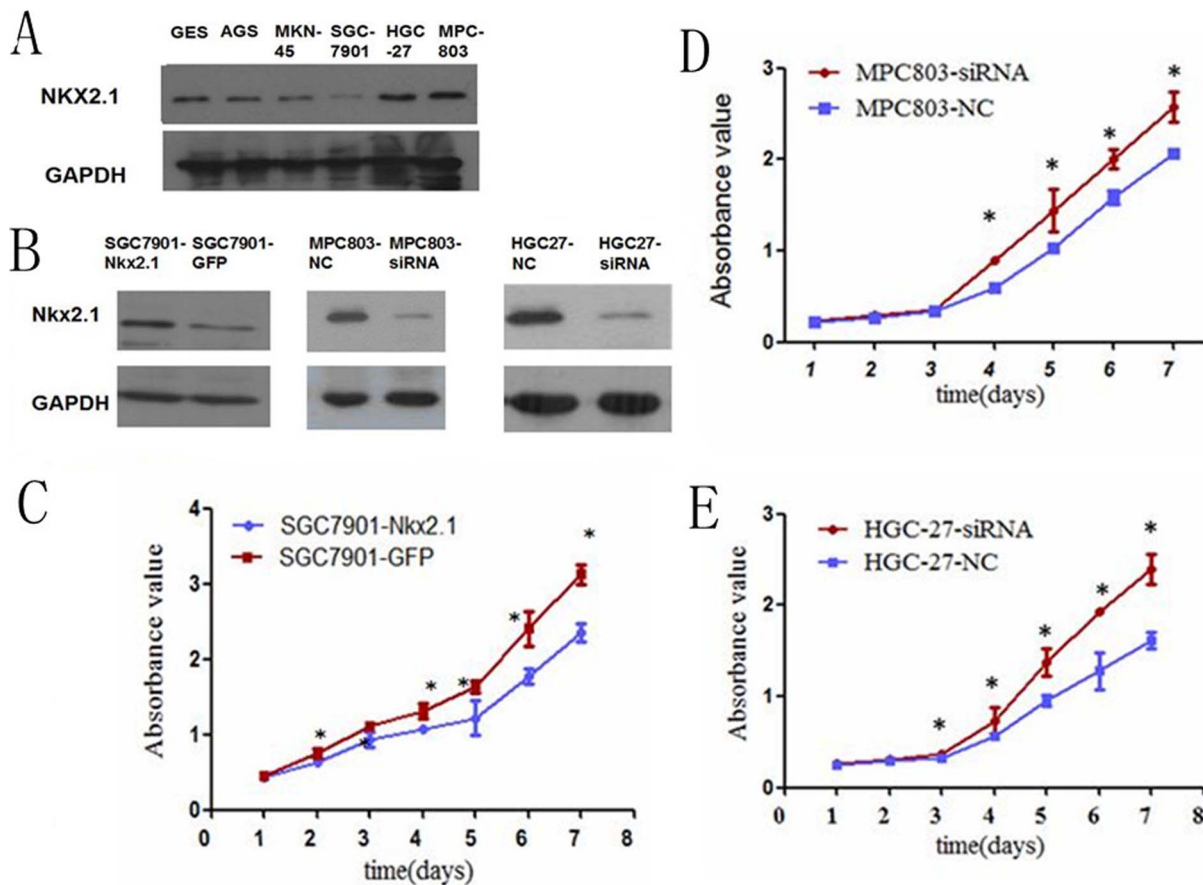 A
GES AGS MKN- SGC- HGC MPC-
45 7901 -27 803
NKX2.1
GAPDH
B
SGC7901- SGC7901- MPC803- MPC803- HGC27- HGC27-
Nkx2.1 GFP NC siRNA NC siRNA
Nkx2.1
GAPDH
C
Absorbance value
4
3
2
1
0
SGC7901-Nkx2.1
SGC7901-GFP
* * * * * *
0 1 2 3 4 5 6 7 8
time(days)
D
Absorbance value
3
2
1
0
MPC803-siRNA
MPC803-NC
* * * *
1 2 3 4 5 6 7
time(days)
E
Absorbance value
3
2
1
0
HGC-27-siRNA
HGC-27-NC
* * * * *
0 1 2 3 4 5 6 7 8
time(days)